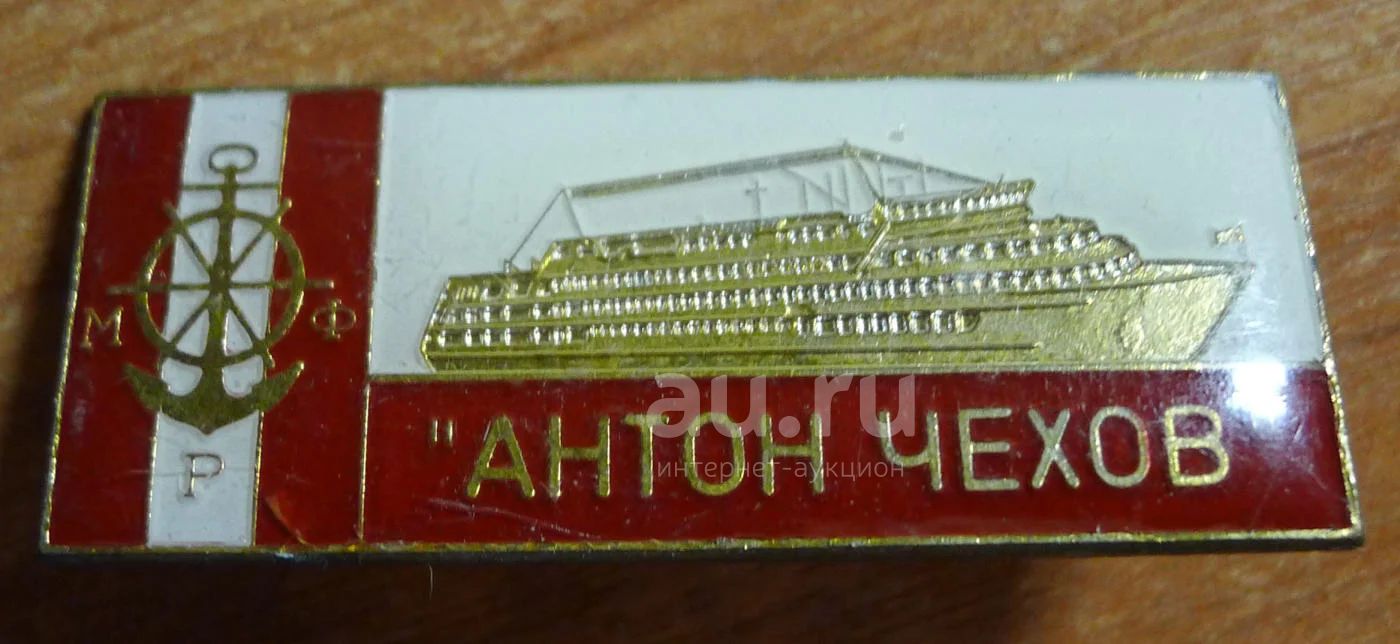 М Ф
Р
"АНТОН ЧЕХОВ
au.ru
интернет-аукцион